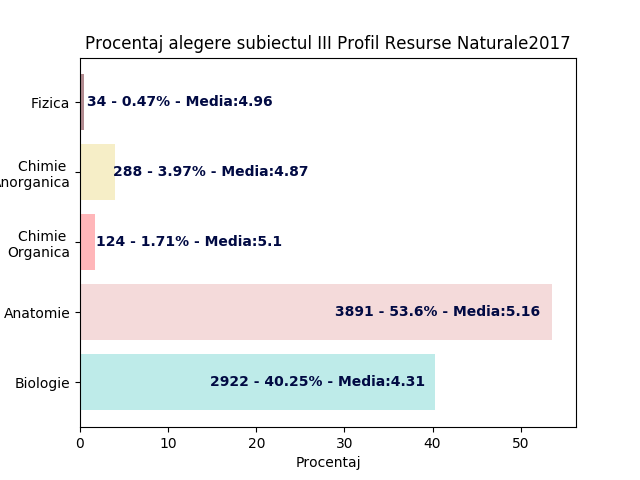 Procentaj alegere subiectul III Profil Resurse Naturale2017
Fizica
34 - 0.47% - Media:4.96
Chimie
norganica
288 - 3.97% - Media:4.87
Chimie
Organica
124 - 1.71% - Media:5.1
Anatomie
3891 - 53.6% - Media:5.16
Biologie
2922 - 40.25% - Media:4.31
0 10 20 30 40 50
Procentaj